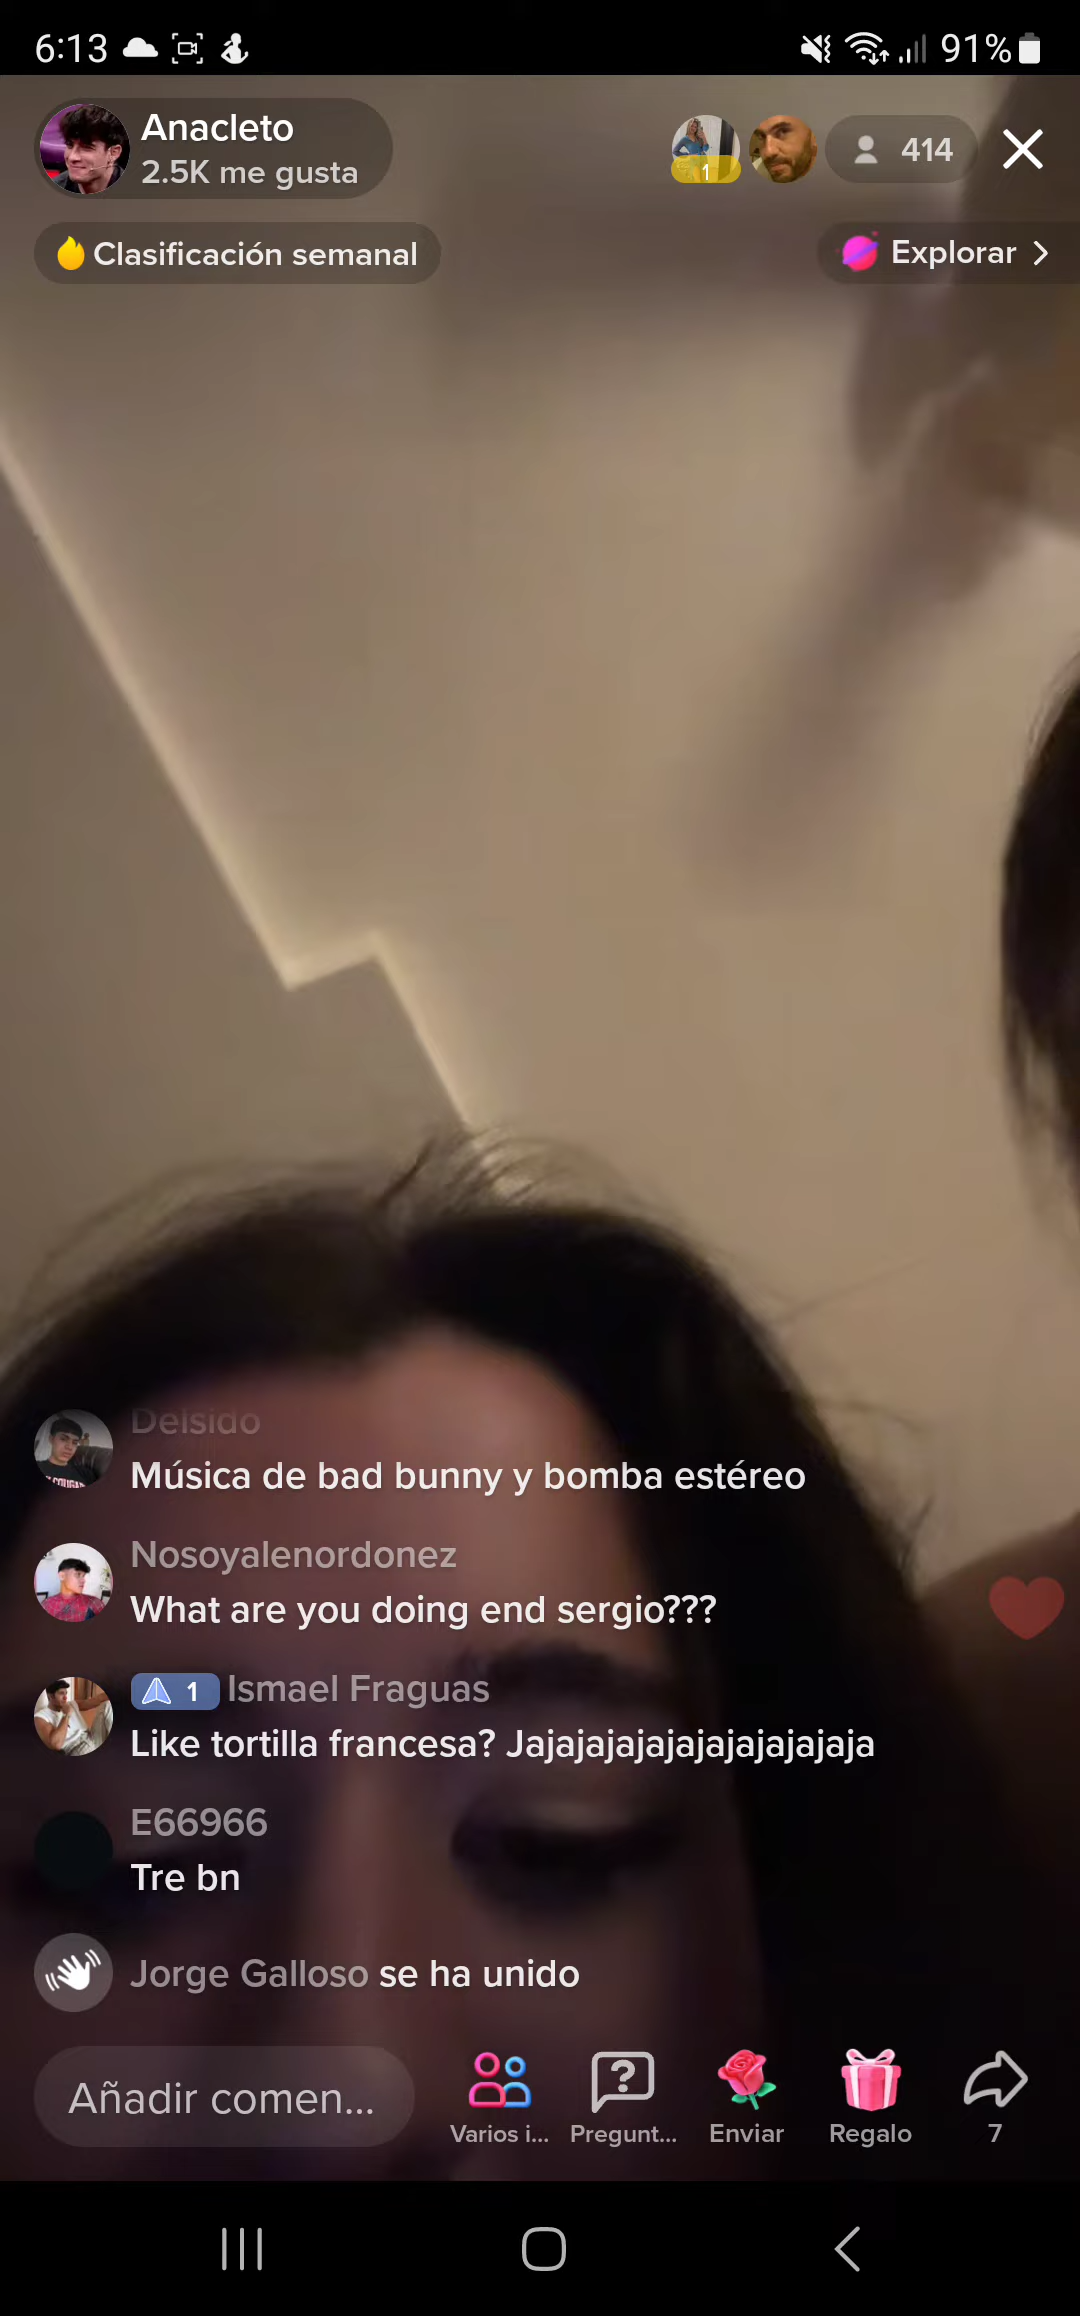 6:13
91%
Anacleto
2.5K me gusta
1
414
Clasificación semanal
Explorar
Delsido
Música de bad bunny y bomba estéreo
Nosoyalenordonez
What are you doing end sergio???
1 Ismael Fraguas
Like tortilla francesa? Jajajajajajajajajajajaja
E66966
Tre bn
Jorge Galloso se ha unido
Añadir comen...
Varios i...
Pregunt...
Enviar
Regalo
7